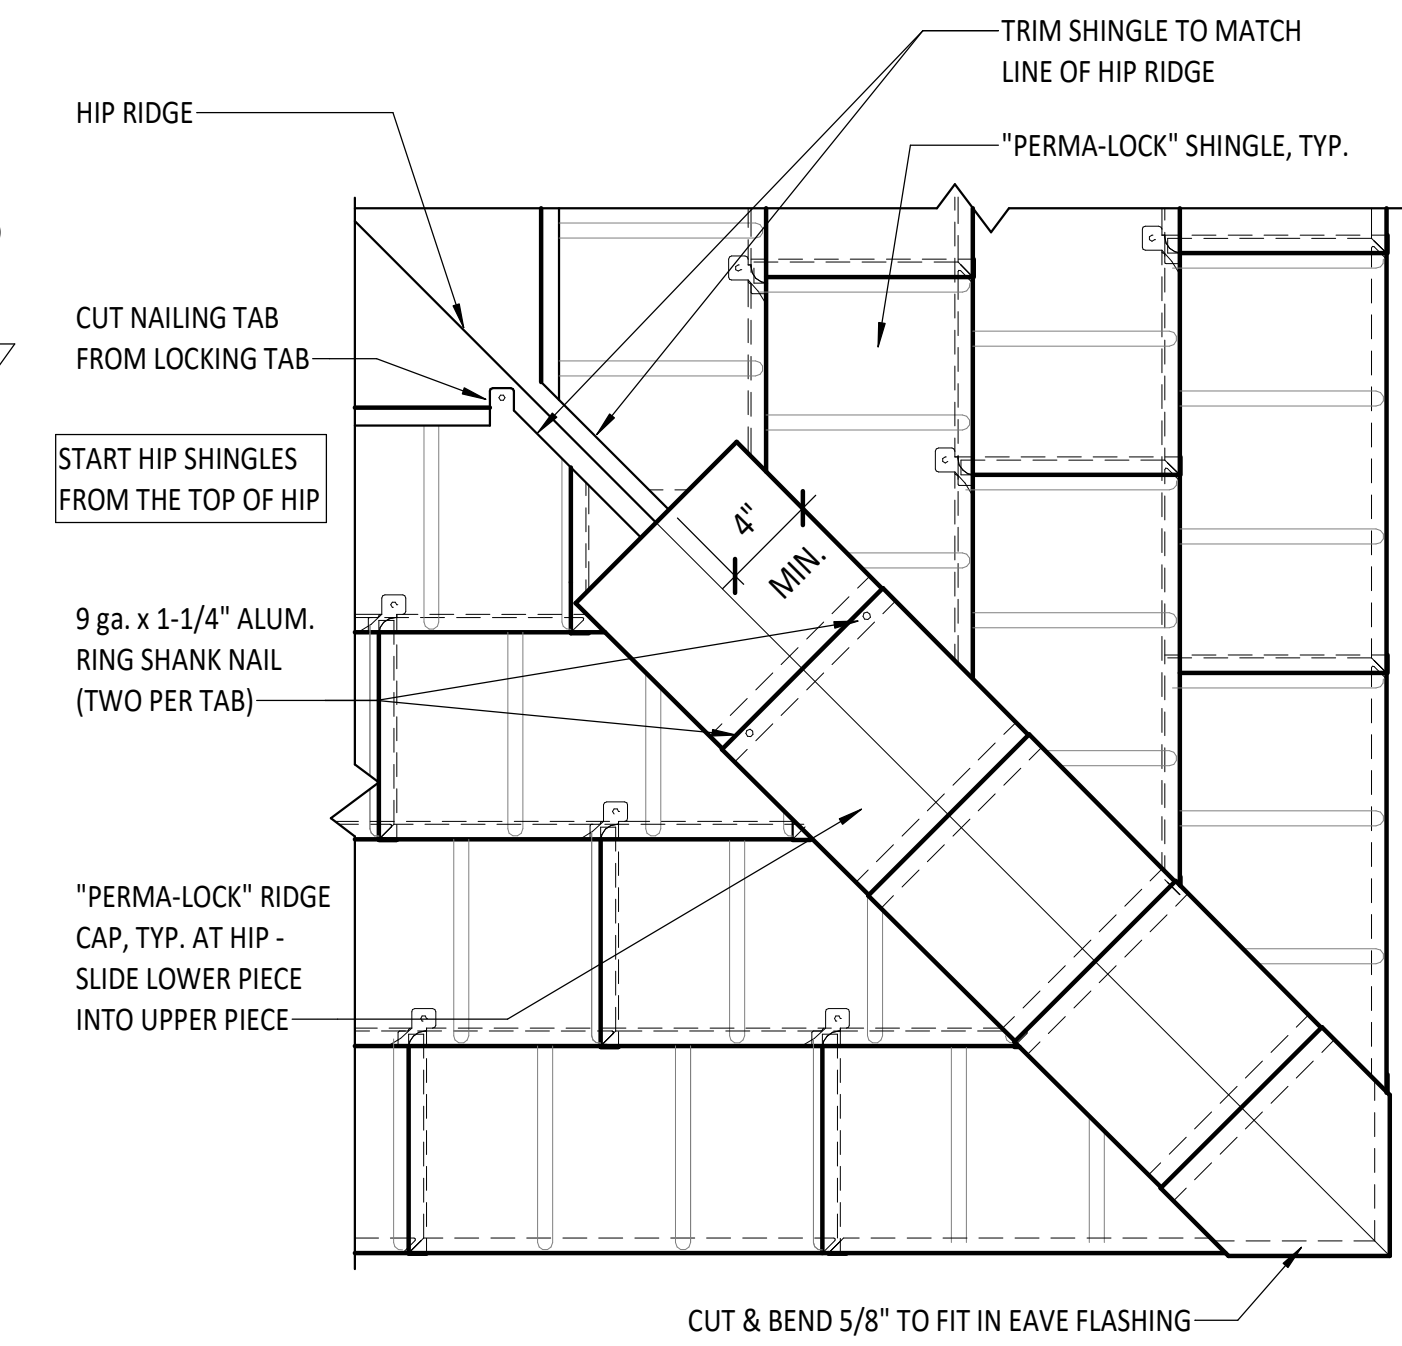 TRIM SHINGLE TO MATCH
LINE OF HIP RIDGE
HIP RIDGE
"PERMA-LOCK" SHINGLE, TYP.
CUT NAILING TAB
FROM LOCKING TAB
START HIP SHINGLES
FROM THE TOP OF HIP
4"
MIN.
9 ga. x 1-1/4" ALUM.
RING SHANK NAIL
(TWO PER TAB)
"PERMA-LOCK" RIDGE
CAP, TYP. AT HIP -
SLIDE LOWER PIECE
INTO UPPER PIECE
CUT & BEND 5/8" TO FIT IN EAVE FLASHING